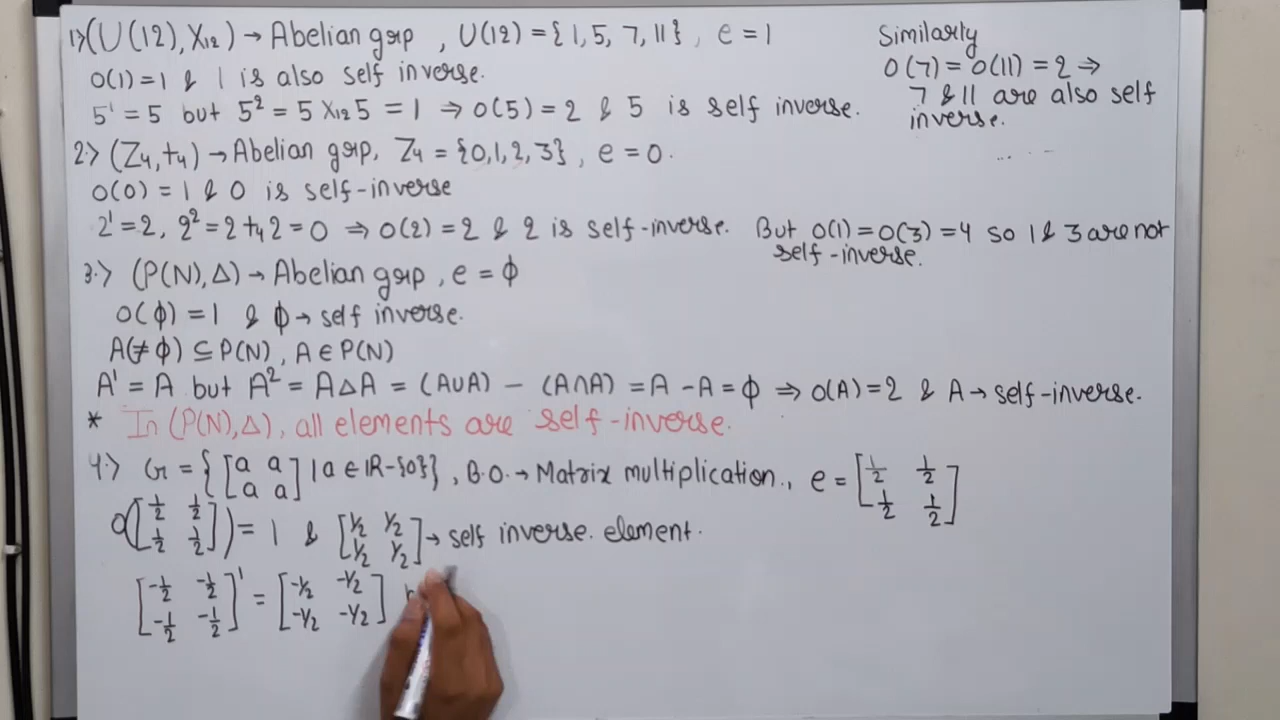 1.> (U(12), X₁₂) → Abelian grp, U(12) = {1, 5, 7, 11}, e = 1
O(1) = 1 & 1 is also self inverse.
5¹ = 5 but 5² = 5 X₁₂ 5 = 1 ⇒ O(5) = 2 & 5 is self inverse.
Similarly
O(7) = O(11) = 2 ⇒
7 & 11 are also self
inverse.
2.> (Z₄, +₄) → Abelian grp, Z₄ = {0, 1, 2, 3}, e = 0.
O(0) = 1 & 0 is self-inverse
2¹ = 2, 2² = 2 +₄ 2 = 0 ⇒ O(2) = 2 & 2 is self-inverse.
But O(1) = O(3) = 4 so 1 & 3 are not
self-inverse.
3.> (P(N), Δ) → Abelian grp, e = ϕ
O(ϕ) = 1 & ϕ → self inverse.
A(≠ ϕ) ⊆ P(N), A ∈ P(N)
A¹ = A but A² = A Δ A = (A∪A) − (A∩A) = A − A = ϕ ⇒ O(A) = 2 & A → self-inverse.
* In (P(N), Δ), all elements are self-inverse.
4.> G = {[a a; a a] | a ∈ IR-{0}}, B.O. → Matrix multiplication, e = [1/2 1/2; 1/2 1/2]
O([1/2 1/2; 1/2 1/2]) = 1 & [1/2 1/2; 1/2 1/2] → self inverse element.
[-1/2 -1/2; -1/2 -1/2]¹ = [-1/2 -1/2; -1/2 -1/2]